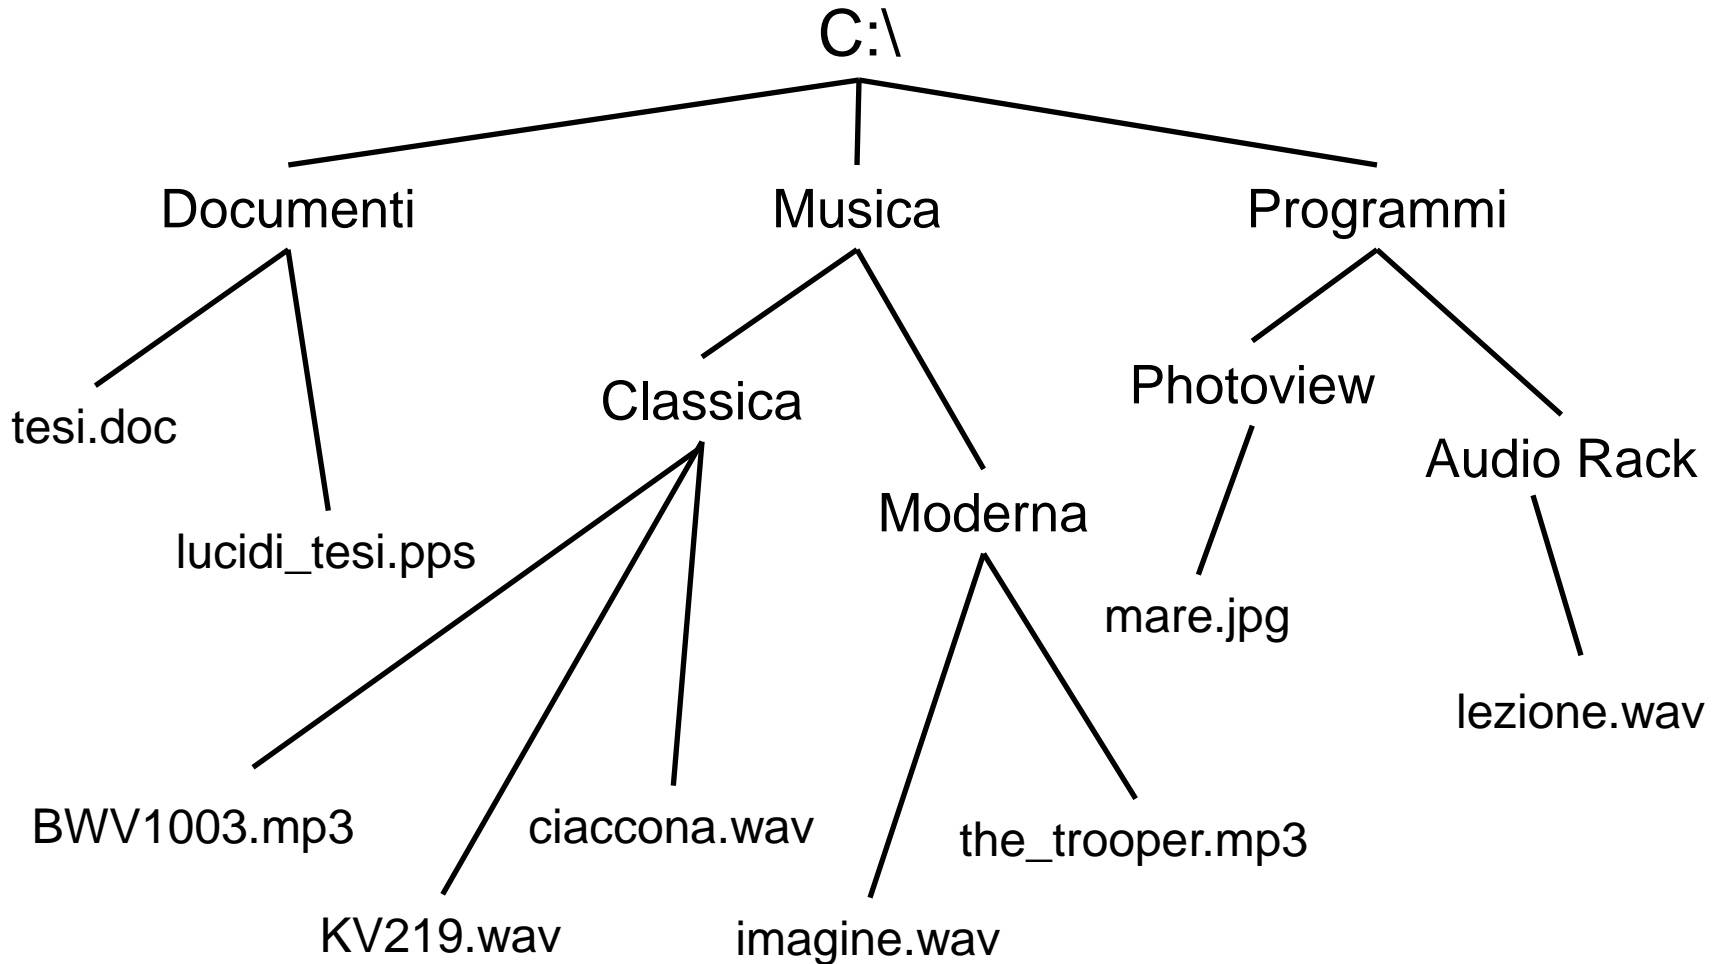 C:\
Documenti
Musica
Programmi
Classica
Photoview
tesi.doc
Audio Rack
Moderna
lucidi_tesi.pps
mare.jpg
lezione.wav
BWV1003.mp3
ciaccona.wav
the_trooper.mp3
KV219.wav
imagine.wav